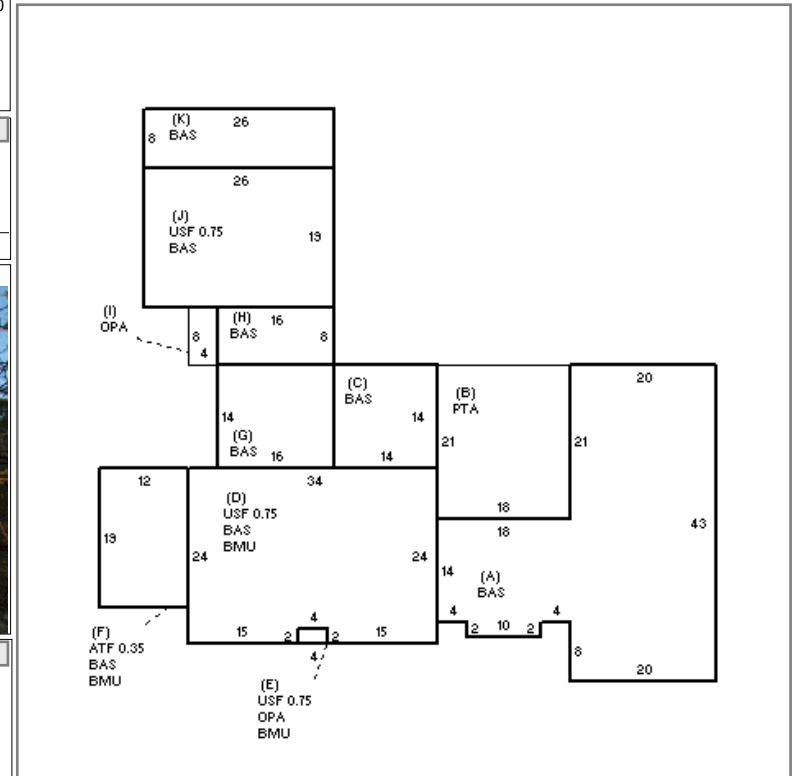 (K)
BAS
26
8
26
(J)
USF 0.75
BAS
19
(I)
OPA
8
4
(H)
BAS
16
8
(C)
BAS
14
14
14
(G)
BAS
16
(B)
PTA
21
18
20
21
43
12
19
34
(D)
USF 0.75
BAS
BMU
24
24
18
14
(A)
BAS
4
2
10
2
4
8
20
15
4
2
2
15
4
(F)
ATF 0.35
BAS
BMU
(E)
USF 0.75
OPA
BMU